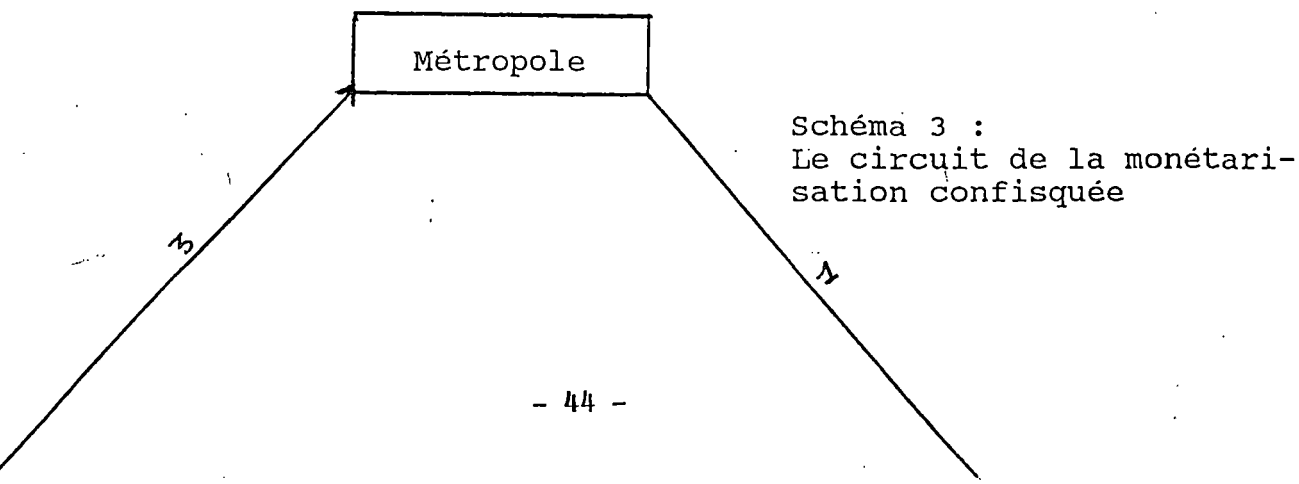 Métropole
Schéma 3 :
Le circuit de la monétari-
sation confisquée
3
1
- 44 -